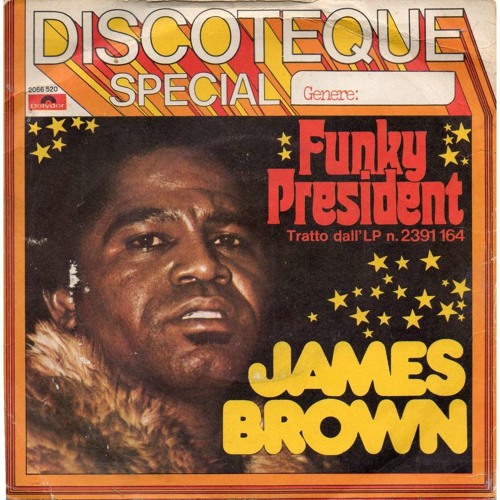 DISCOTEQUE
SPECIAL
Genere:
2066 520
Polydor
Funky
President
Tratto dall'LP n.2391 164
JAMES
BROWN